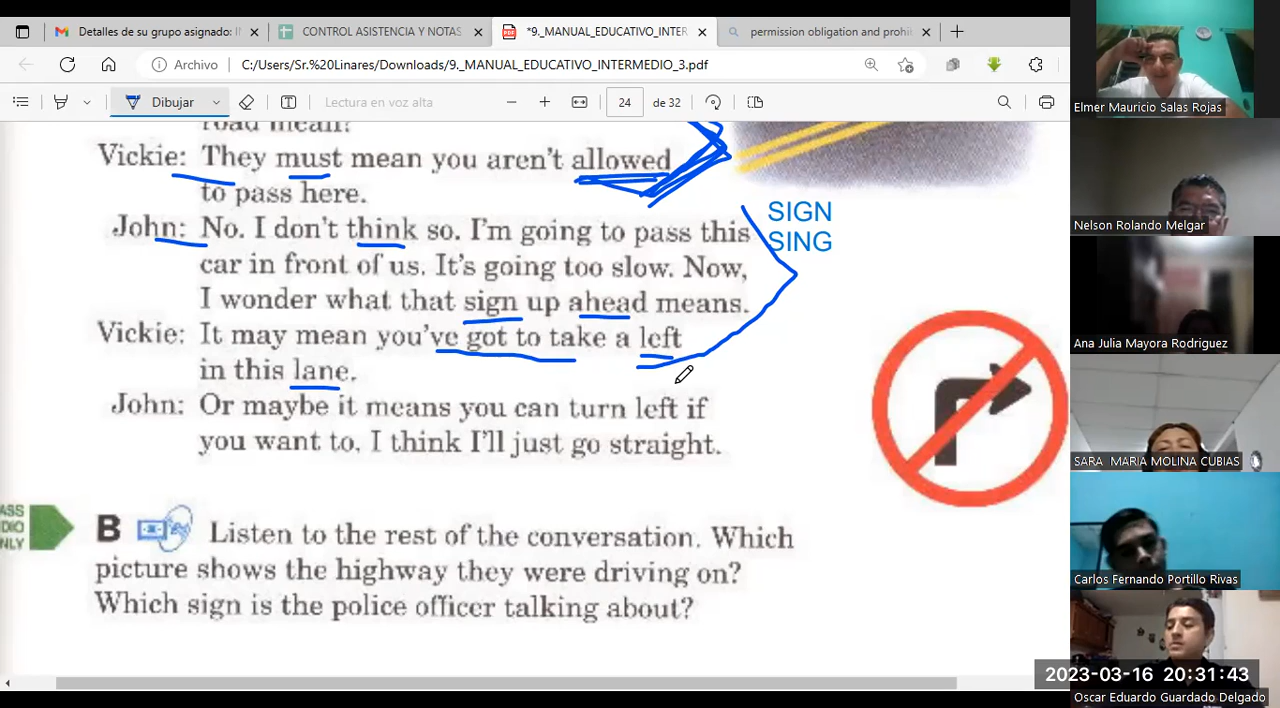 Detalles de su grupo asignado: I
CONTROL ASISTENCIA Y NOTAS
*9._MANUAL_EDUCATIVO_INTER
permission obligation and prohi
Archivo
C:/Users/Sr.%20Linares/Downloads/9._MANUAL_EDUCATIVO_INTERMEDIO_3.pdf
Dibujar
Lectura en voz alta
24 de 32
road mean?
Vickie: They must mean you aren't allowed
to pass here.
John: No. I don't think so. I'm going to pass this
car in front of us. It's going too slow. Now,
I wonder what that sign up ahead means.
Vickie: It may mean you've got to take a left
in this lane.
John: Or maybe it means you can turn left if
you want to. I think I'll just go straight.
SIGN
SING
B Listen to the rest of the conversation. Which
picture shows the highway they were driving on?
Which sign is the police officer talking about?
Elmer Mauricio Salas Rojas
Nelson Rolando Melgar
Ana Julia Mayora Rodriguez
SARA MARIA MOLINA CUBIAS
Carlos Fernando Portillo Rivas
2023-03-16 20:31:43
Oscar Eduardo Guardado Delgado